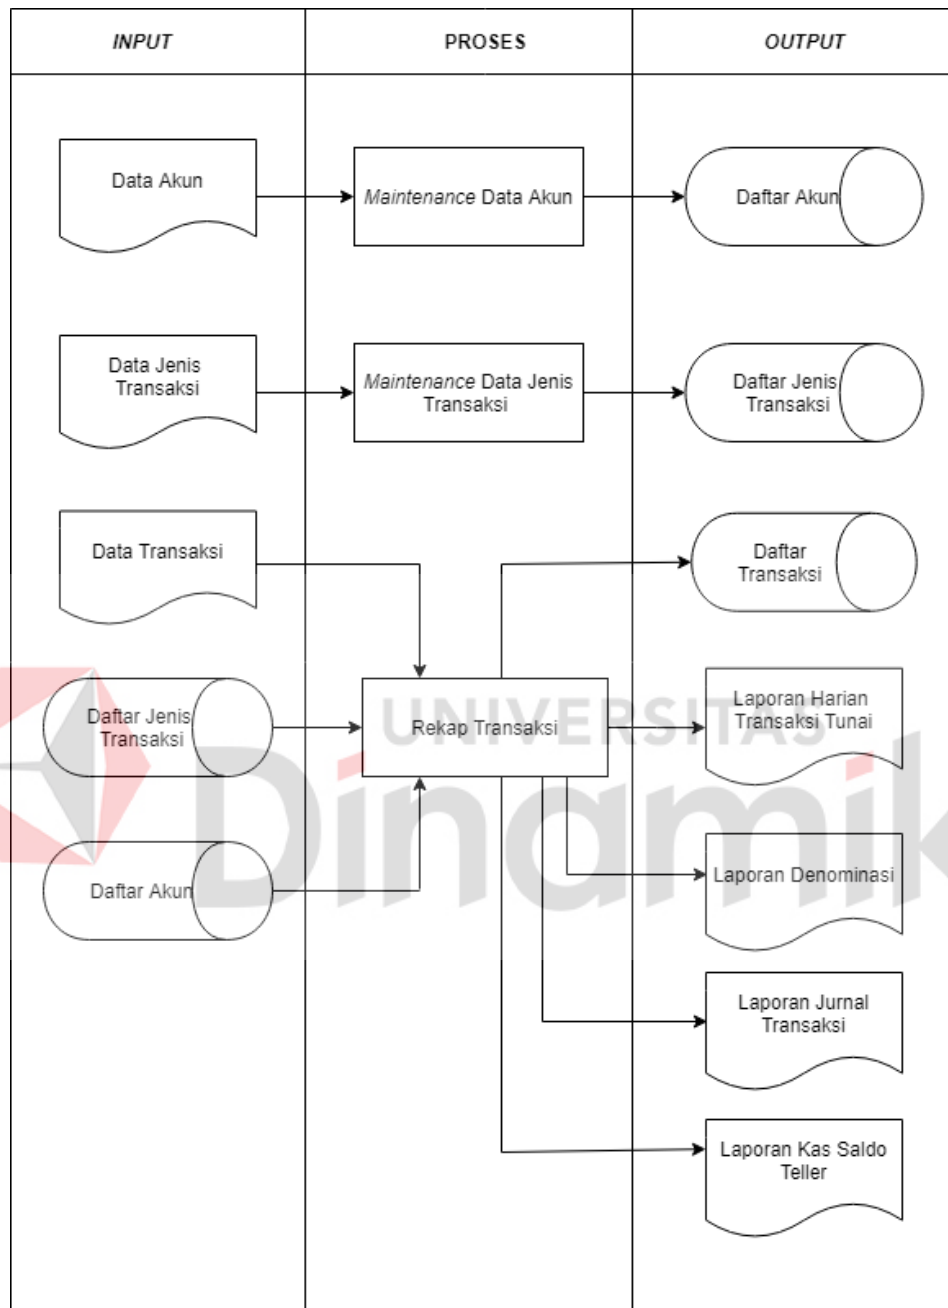 INPUT
PROSES
OUTPUT
Data Akun
Maintenance Data Akun
Daftar Akun
Data Jenis
Transaksi
Maintenance Data Jenis
Transaksi
Daftar Jenis
Transaksi
Data Transaksi
Daftar
Transaksi
Daftar Jenis
Transaksi
Rekap Transaksi
Laporan Harian
Transaksi Tunai
UNIVERSITAS
Dinamik
Daftar Akun
Laporan Denominasi
Laporan Jurnal
Transaksi
Laporan Kas Saldo
Teller